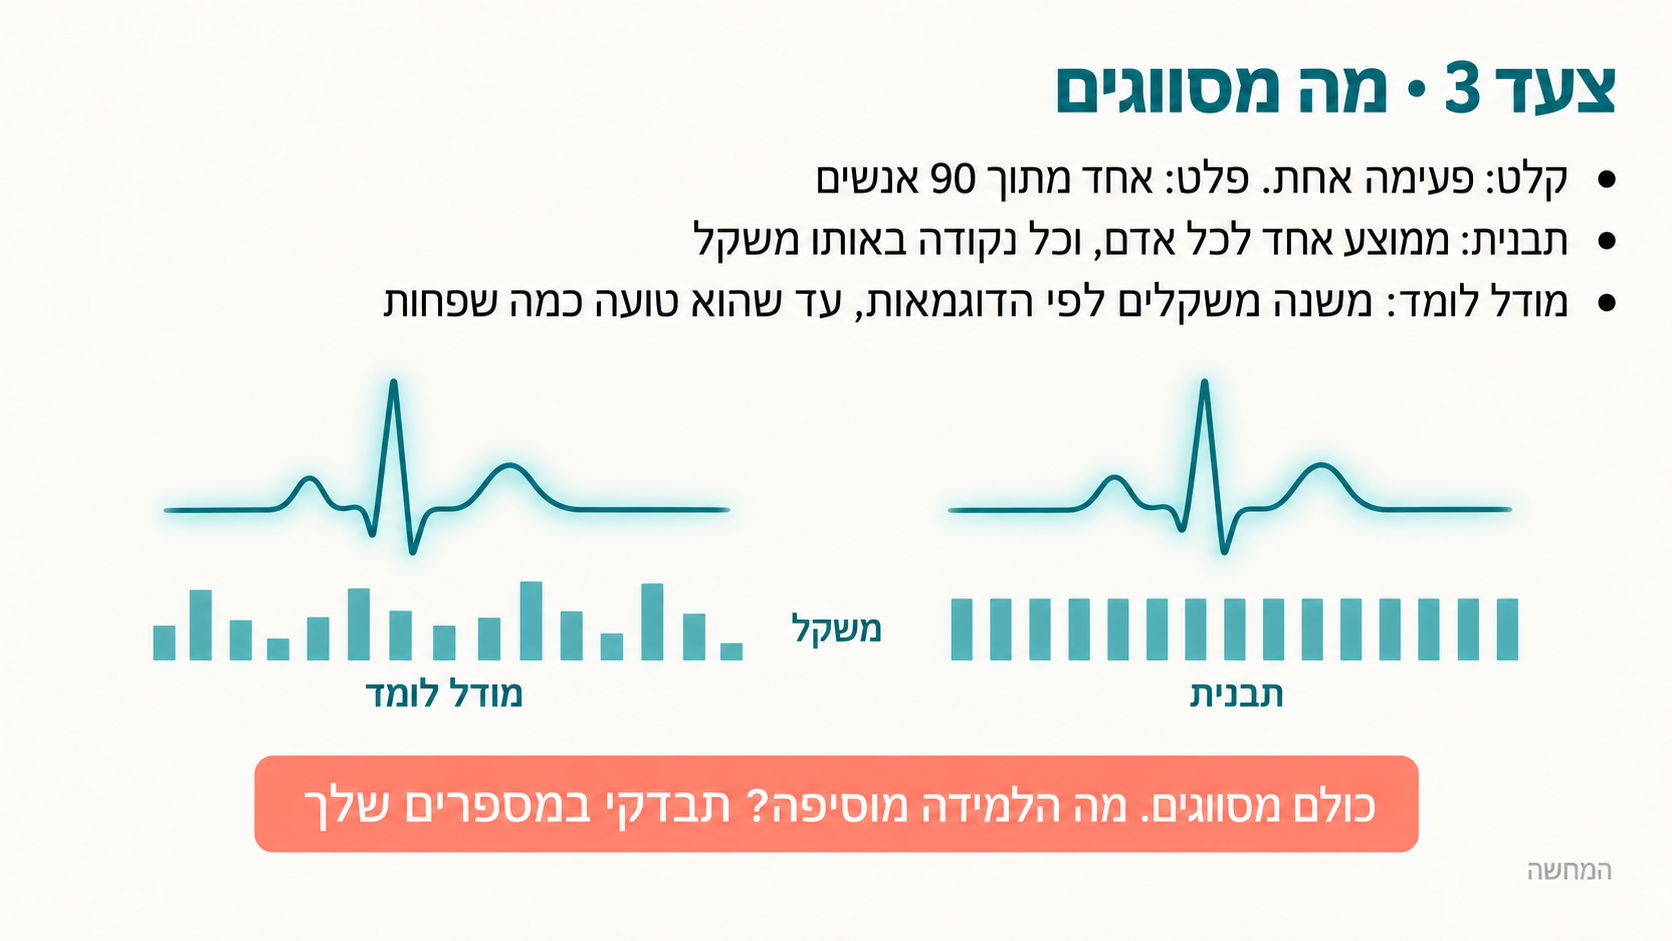 צעד 3 • מה מסווגים
• קלט: פעימה אחת. פלט: אחד מתוך 90 אנשים
• תבנית: ממוצע אחד לכל אדם, וכל נקודה באותו משקל
• מודל לומד: משנה משקלים לפי הדוגמאות, עד שהוא טועה כמה שפחות
משקל
תבנית
מודל לומד
כולם מסווגים. מה הלמידה מוסיפה? תבדקי במספרים שלך
המחשה